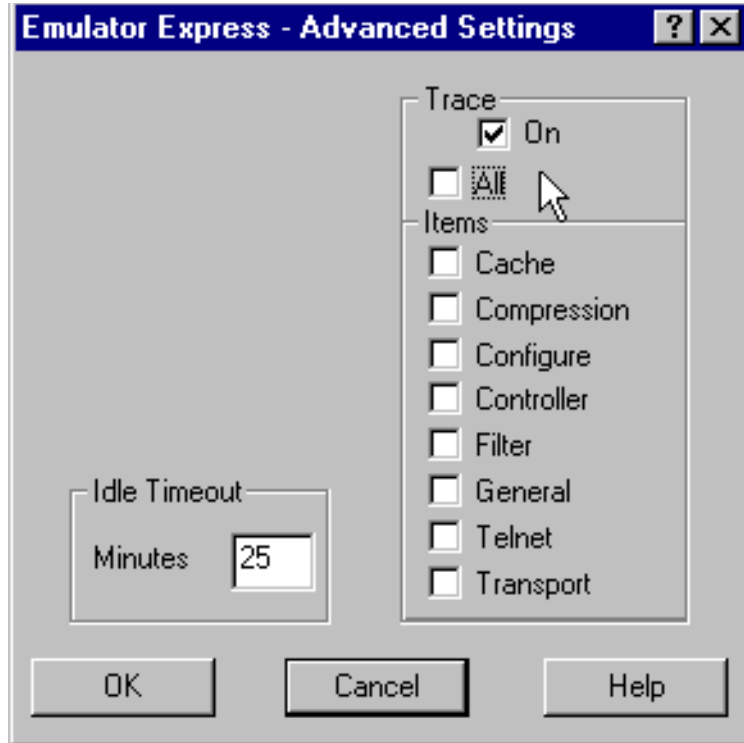 Emulator Express - Advanced Settings
Trace
On
All
Items
Cache
Compression
Configure
Controller
Filter
General
Telnet
Transport
Idle Timeout
Minutes 25
OK Cancel Help